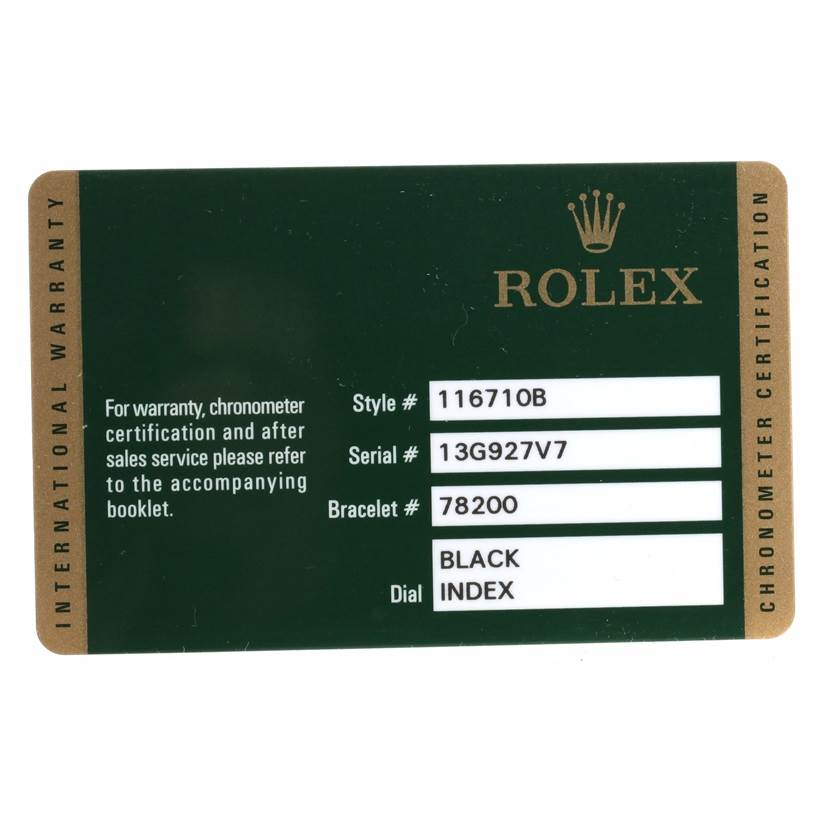 INTERNATIONAL WARRANTY
ROLEX
For warranty, chronometer
certification and after
sales service please refer
to the accompanying
booklet.
Style # 116710B
Serial # 13G927V7
Bracelet # 78200
Dial BLACK
INDEX
CHRONOMETER CERTIFICATION